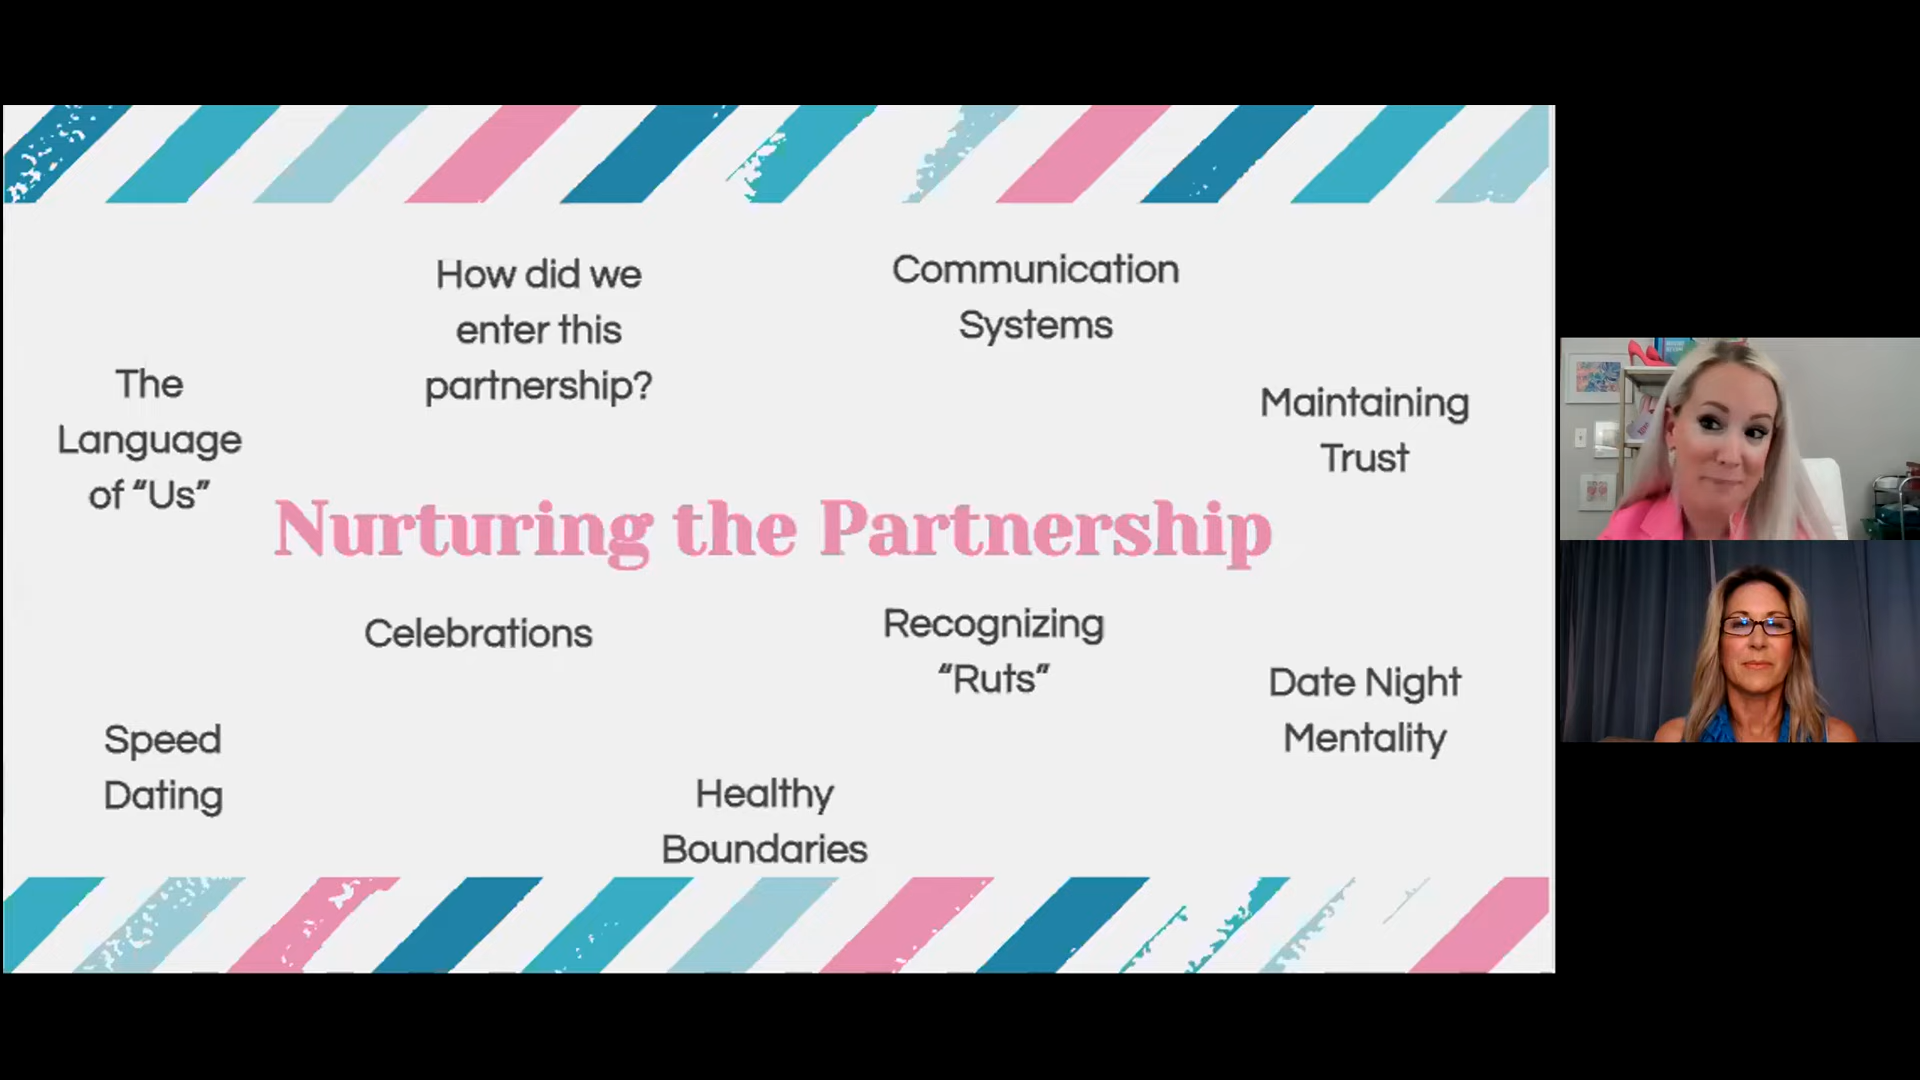 How did we
enter this
partnership?
Communication
Systems
The
Language
of “Us”
Maintaining
Trust
Nurturing the Partnership
Celebrations
Recognizing
“Ruts”
Date Night
Mentality
Speed
Dating
Healthy
Boundaries